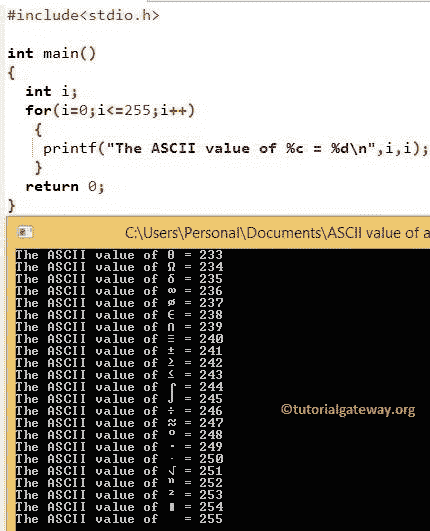 #include<stdio.h>
int main()
{
int i;
for(i=0;i<=255;i++)
{
printf("The ASCII value of %c = %d\n",i,i);
}
return 0;
}
C:\Users\Personal\Documents\ASCII value of a
The ASCII value of θ = 233
The ASCII value of Ω = 234
The ASCII value of δ = 235
The ASCII value of ∞ = 236
The ASCII value of ø = 237
The ASCII value of ∈ = 238
The ASCII value of ∩ = 239
The ASCII value of ≡ = 240
The ASCII value of ± = 241
The ASCII value of ≥ = 242
The ASCII value of ≤ = 243
The ASCII value of ⌠ = 244
The ASCII value of ⌡ = 245
The ASCII value of ÷ = 246
The ASCII value of ≈ = 247
The ASCII value of ° = 248
The ASCII value of ∙ = 249
The ASCII value of · = 250
The ASCII value of √ = 251
The ASCII value of ⁿ = 252
The ASCII value of ² = 253
The ASCII value of ■ = 254
The ASCII value of   = 255
©tutorialgateway.org